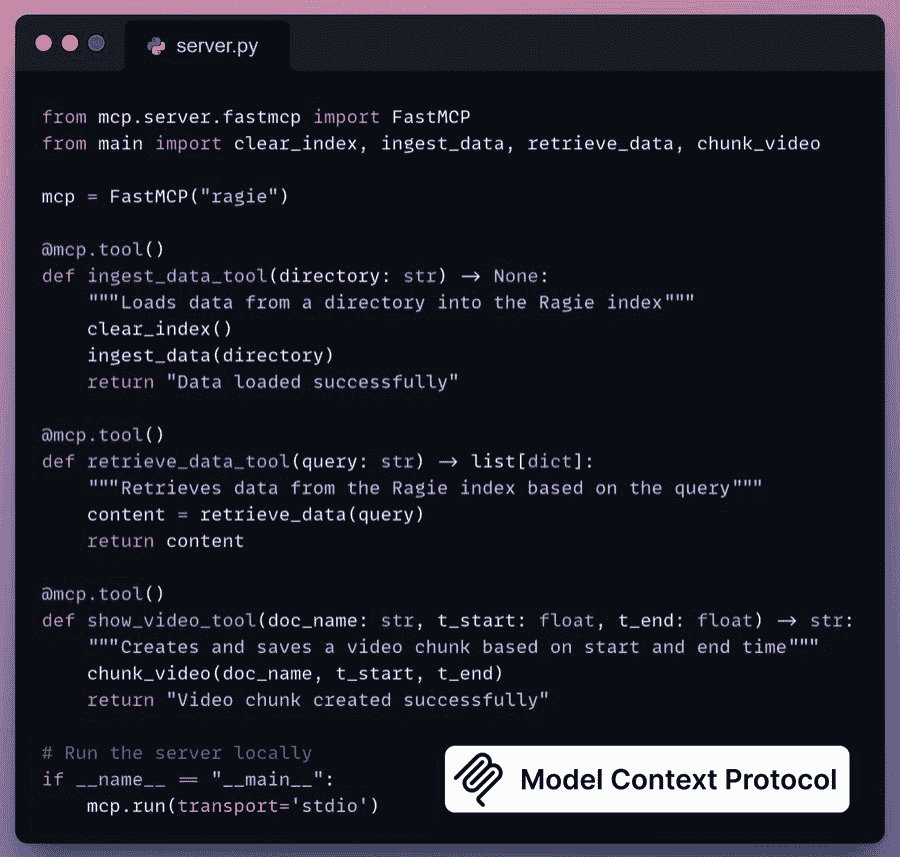 server.py
from mcp.server.fastmcp import FastMCP
from main import clear_index, ingest_data, retrieve_data, chunk_video
mcp = FastMCP("ragie")
@mcp.tool()
def ingest_data_tool(directory: str) -> None:
"""Loads data from a directory into the Ragie index"""
clear_index()
ingest_data(directory)
return "Data loaded successfully"
@mcp.tool()
def retrieve_data_tool(query: str) -> list[dict]:
"""Retrieves data from the Ragie index based on the query"""
content = retrieve_data(query)
return content
@mcp.tool()
def show_video_tool(doc_name: str, t_start: float, t_end: float) -> str:
"""Creates and saves a video chunk based on start and end time"""
chunk_video(doc_name, t_start, t_end)
return "Video chunk created successfully"
# Run the server locally
if __name__ == "__main__":
mcp.run(transport='stdio')
Model Context Protocol